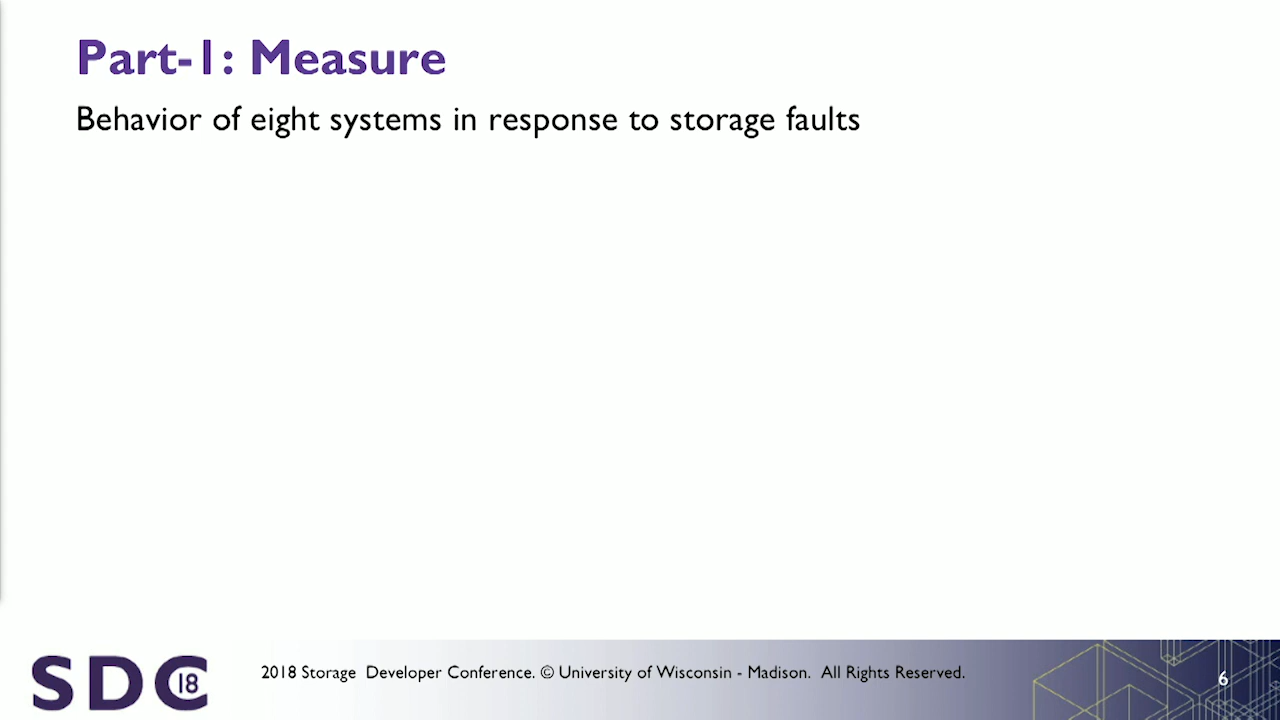 Part-1: Measure
Behavior of eight systems in response to storage faults
SDC 18
2018 Storage Developer Conference. © University of Wisconsin - Madison. All Rights Reserved.
6